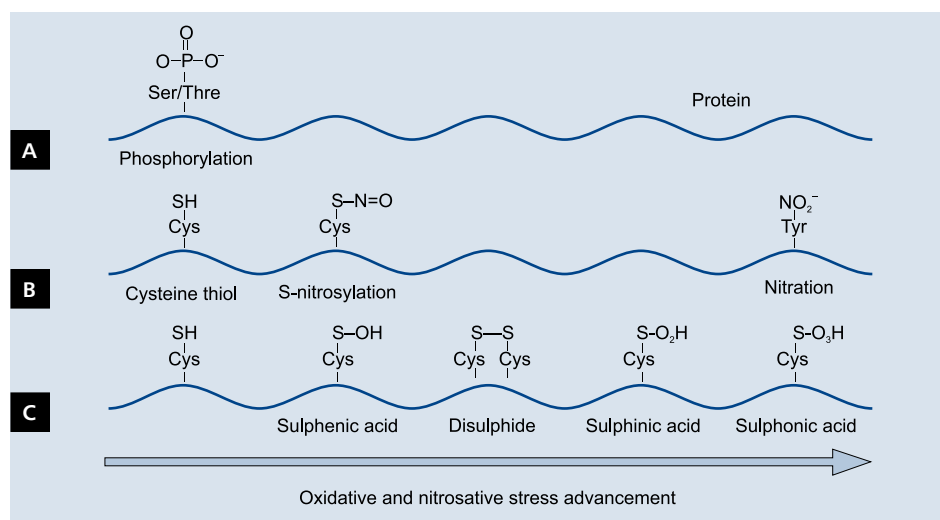 O
O—P—O⁻
Ser/Thre
Protein
A
Phosphorylation
SH
S—N=O
NO₂⁻
Cys
Cys
Tyr
B
Cysteine thiol
S-nitrosylation
Nitration
SH
S—OH
S—S
S-O₂H
S-O₃H
Cys
Cys
Cys
Cys
Cys
Cys
C
Sulphenic acid
Disulphide
Sulphinic acid
Sulphonic acid
Oxidative and nitrosative stress advancement